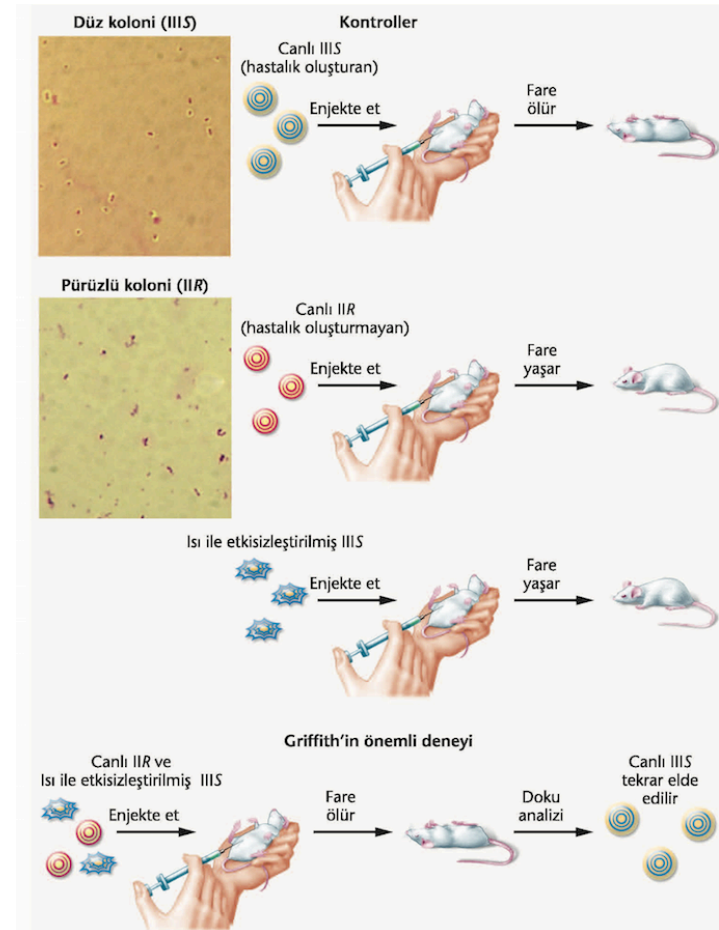 Düz koloni (IIIS)
Kontroller
Canlı IIIS
(hastalık oluşturan)
Enjekte et
Fare
ölür
Pürüzlü koloni (IIR)
Canlı IIR
(hastalık oluşturmayan)
Enjekte et
Fare
yaşar
Isı ile etkisizleştirilmiş IIIS
Enjekte et
Fare
yaşar
Griffith'in önemli deneyi
Canlı IIR ve
Isı ile etkisizleştirilmiş IIIS
Enjekte et
Fare
ölür
Doku
analizi
Canlı IIIS
tekrar elde
edilir